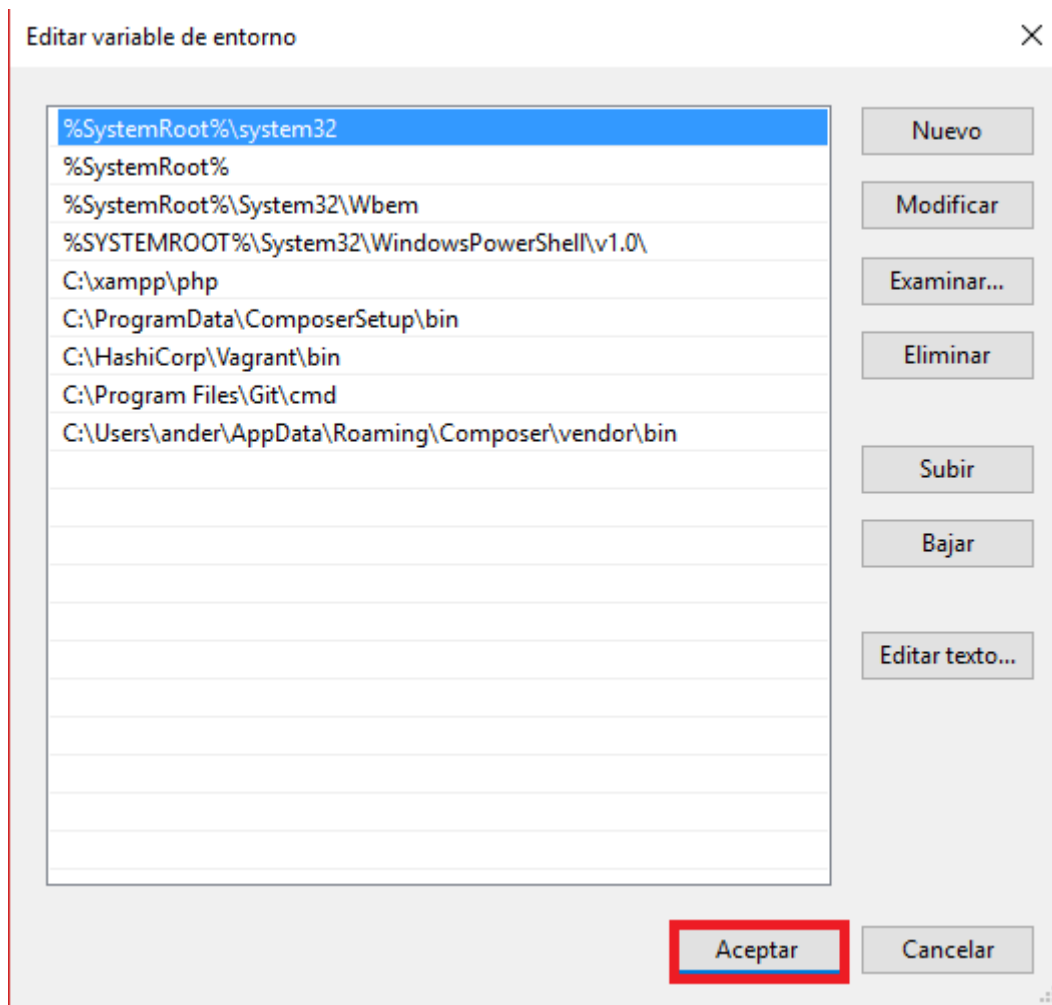 Editar variable de entorno
%SystemRoot%\system32
%SystemRoot%
%SystemRoot%\System32\Wbem
%SYSTEMROOT%\System32\WindowsPowerShell\v1.0\
C:\xampp\php
C:\ProgramData\ComposerSetup\bin
C:\HashiCorp\Vagrant\bin
C:\Program Files\Git\cmd
C:\Users\ander\AppData\Roaming\Composer\vendor\bin
Nuevo
Modificar
Examinar...
Eliminar
Subir
Bajar
Editar texto...
Aceptar
Cancelar